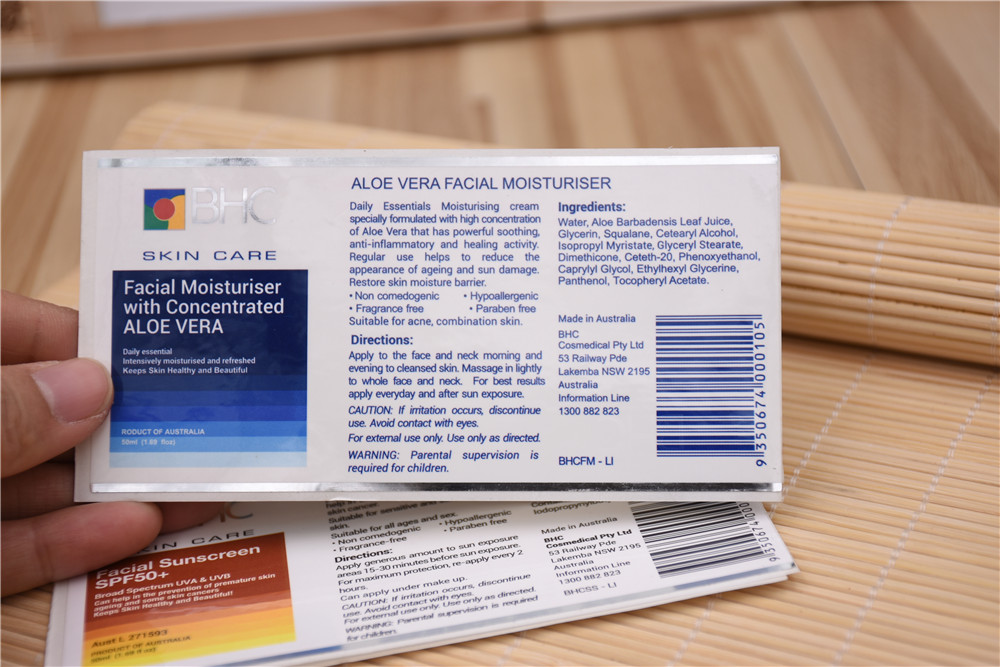 BHC
SKIN CARE
Facial Moisturiser
with Concentrated
ALOE VERA
Daily essential
Intensively moisturised and refreshed
Keeps Skin Healthy and Beautiful
RODUCT OF AUSTRALIA
50ml (1.69 floz)
ALOE VERA FACIAL MOISTURISER
Daily Essentials Moisturising cream
specially formulated with high concentration
of Aloe Vera that has powerful soothing,
anti-inflammatory and healing activity.
Regular use helps to reduce the
appearance of ageing and sun damage.
Restore skin moisture barrier.
• Non comedogenic • Hypoallergenic
• Fragrance free • Paraben free
Suitable for acne, combination skin.
Directions:
Apply to the face and neck morning and
evening to cleansed skin. Massage in lightly
to whole face and neck. For best results
apply everyday and after sun exposure.
CAUTION: If irritation occurs, discontinue
use. Avoid contact with eyes.
For external use only. Use only as directed.
WARNING: Parental supervision is
required for children.
Ingredients:
Water, Aloe Barbadensis Leaf Juice,
Glycerin, Squalane, Cetearyl Alcohol,
Isopropyl Myristate, Glyceryl Stearate,
Dimethicone, Ceteth-20, Phenoxyethanol,
Caprylyl Glycol, Ethylhexyl Glycerine,
Panthenol, Tocopheryl Acetate.
Made in Australia
BHC
Cosmedical Pty Ltd
53 Railway Pde
Lakemba NSW 2195
Australia
Information Line
1300 882 823
BHCFM - LI
9 350674 000105
BHC
SKIN CARE
Facial Sunscreen
SPF50+
Broad Spectrum UVA & UVB
Can help in the prevention of premature skin
ageing and some skin cancers
Keeps Skin Healthy and Beautiful!
Aust L 271593
PRODUCT OF AUSTRALIA
skin cancer.
Suitable for sensitive and
skin.
Suitable for all ages and sex.
• Non comedogenic • Hypoallergenic
• Fragrance-free • Paraben free
Directions:
Apply generous amount to sun exposure
areas 15-30 minutes before sun exposure.
For maximum protection, re-apply every 2
hours.
Can apply under make up.
CAUTION: If irritation occurs, discontinue
use. Avoid contact with eyes.
For external use only. Use only as directed.
WARNING: Parental supervision is required
for children.
Made in Australia
BHC
Cosmedical Pty Ltd
53 Railway Pde
Lakemba NSW 2195
Australia
Information Line
1300 882 823
BHCSS - LI